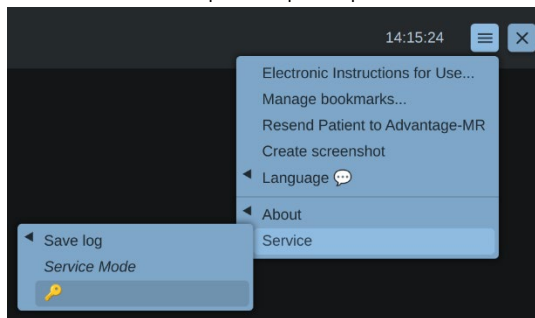 14:15:24
Electronic Instructions for Use...
Manage bookmarks...
Resend Patient to Advantage-MR
Create screenshot
Language
About
Service
Save log
Service Mode